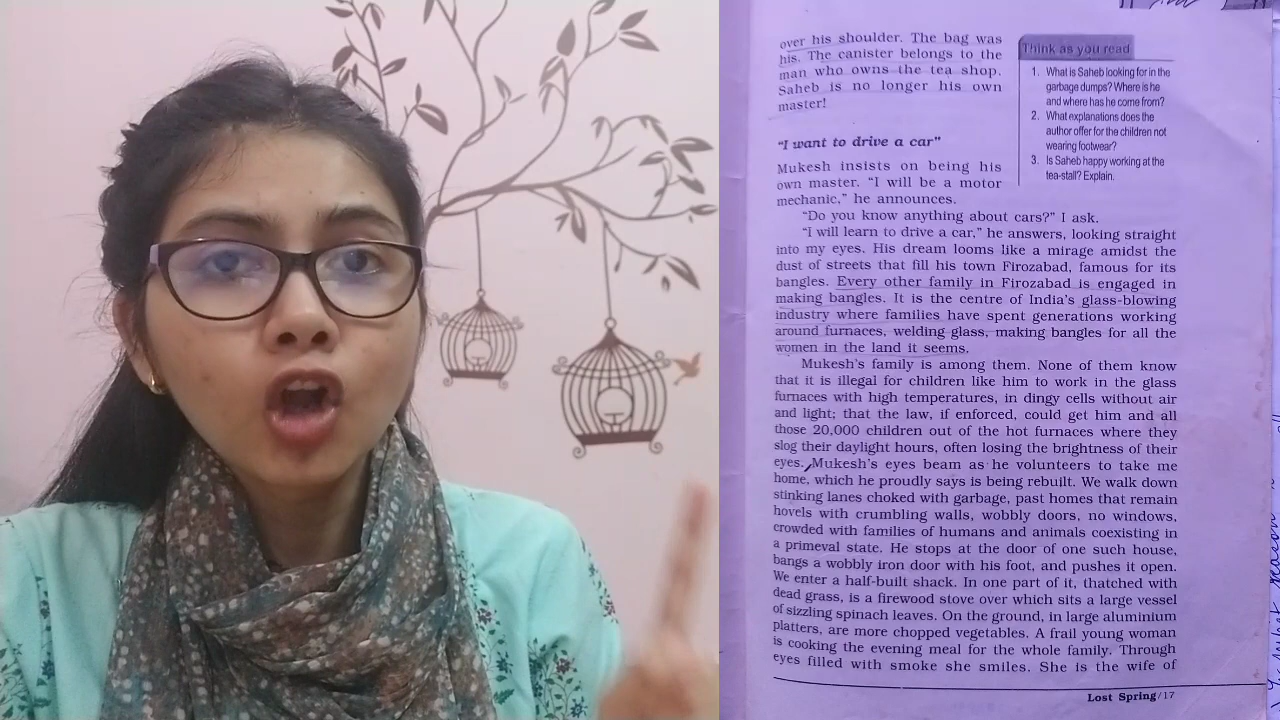 over his shoulder. The bag was
his. The canister belongs to the
man who owns the tea shop.
Saheb is no longer his own
master!
Think as you read
1. What is Saheb looking for in the
garbage dumps? Where is he
and where has he come from?
2. What explanations does the
author offer for the children not
wearing footwear?
3. Is Saheb happy working at the
tea-stall? Explain.
"I want to drive a car"
Mukesh insists on being his
own master. "I will be a motor
mechanic," he announces.
"Do you know anything about cars?" I ask.
"I will learn to drive a car," he answers, looking straight
into my eyes. His dream looms like a mirage amidst the
dust of streets that fill his town Firozabad, famous for its
bangles. Every other family in Firozabad is engaged in
making bangles. It is the centre of India's glass-blowing
industry where families have spent generations working
around furnaces, welding glass, making bangles for all the
women in the land it seems.
Mukesh's family is among them. None of them know
that it is illegal for children like him to work in the glass
furnaces with high temperatures, in dingy cells without air
and light; that the law, if enforced, could get him and all
those 20,000 children out of the hot furnaces where they
slog their daylight hours, often losing the brightness of their
eyes. Mukesh's eyes beam as he volunteers to take me
home, which he proudly says is being rebuilt. We walk down
stinking lanes choked with garbage, past homes that remain
hovels with crumbling walls, wobbly doors, no windows,
crowded with families of humans and animals coexisting in
a primeval state. He stops at the door of one such house,
bangs a wobbly iron door with his foot, and pushes it open.
We enter a half-built shack. In one part of it, thatched with
dead grass, is a firewood stove over which sits a large vessel
of sizzling spinach leaves. On the ground, in large aluminium
platters, are more chopped vegetables. A frail young woman
is cooking the evening meal for the whole family. Through
eyes filled with smoke she smiles. She is the wife of
Lost Spring/17